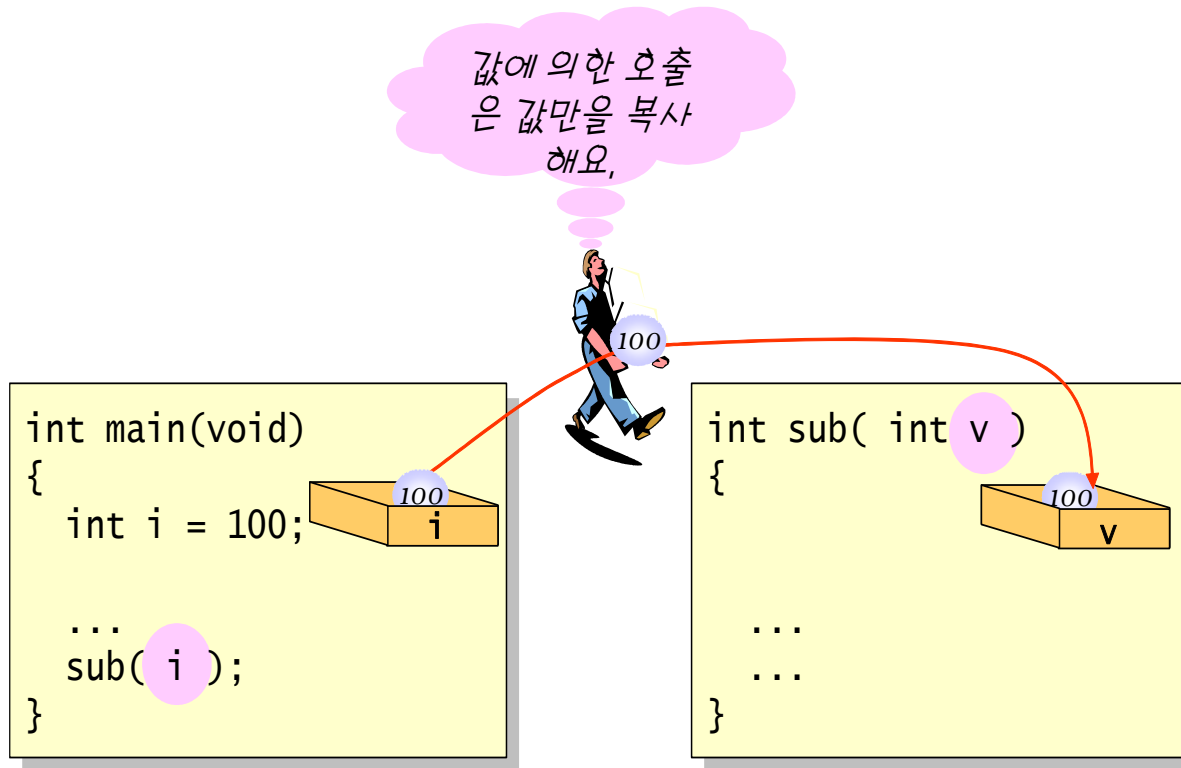 값에 의한 호출
은 값만을 복사
해요.
100
int main(void)
{
int i = 100;
100
i
...
sub( i );
}
int sub( int v )
{
100
v
...
...
}